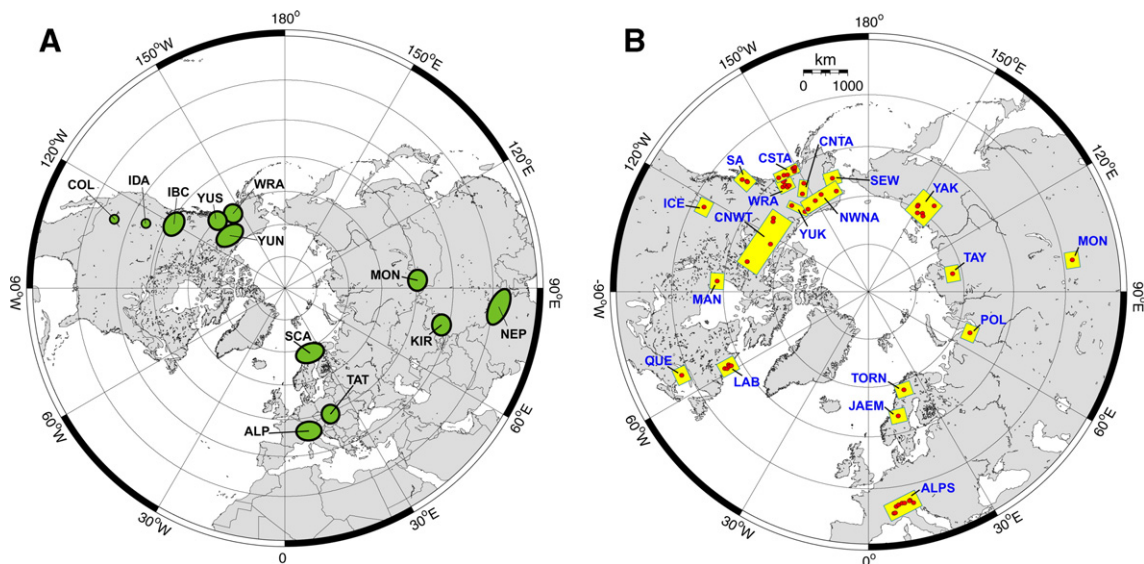 A
180°
150°W
150°E
120°W
120°E
90°W
90°E
60°W
60°E
30°W
30°E
0
COL
IDA
IBC
YUS
WRA
YUN
MON
NEP
KIR
SCA
TAT
ALP
B
180°
km
0 1000
150°W
150°E
120°W
120°E
90°W
90°E
60°W
60°E
30°W
30°E
0
SA
CSTA
CNTA
SEW
YAK
ICE
WRA
NWNA
CNWT
YUK
MON
TAY
MAN
POL
QUE
LAB
TORN
JAEM
ALPS